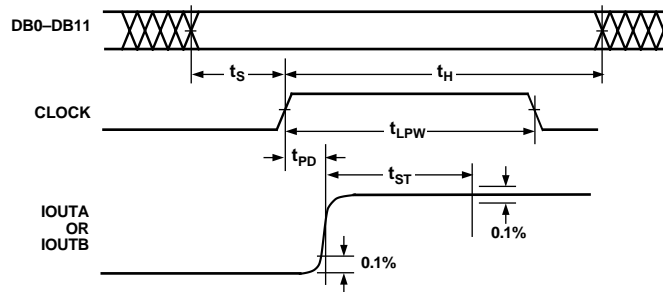 DB0–DB11
tS
tH
CLOCK
tLPW
tPD
tST
IOUTA
OR
IOUTB
0.1%
0.1%